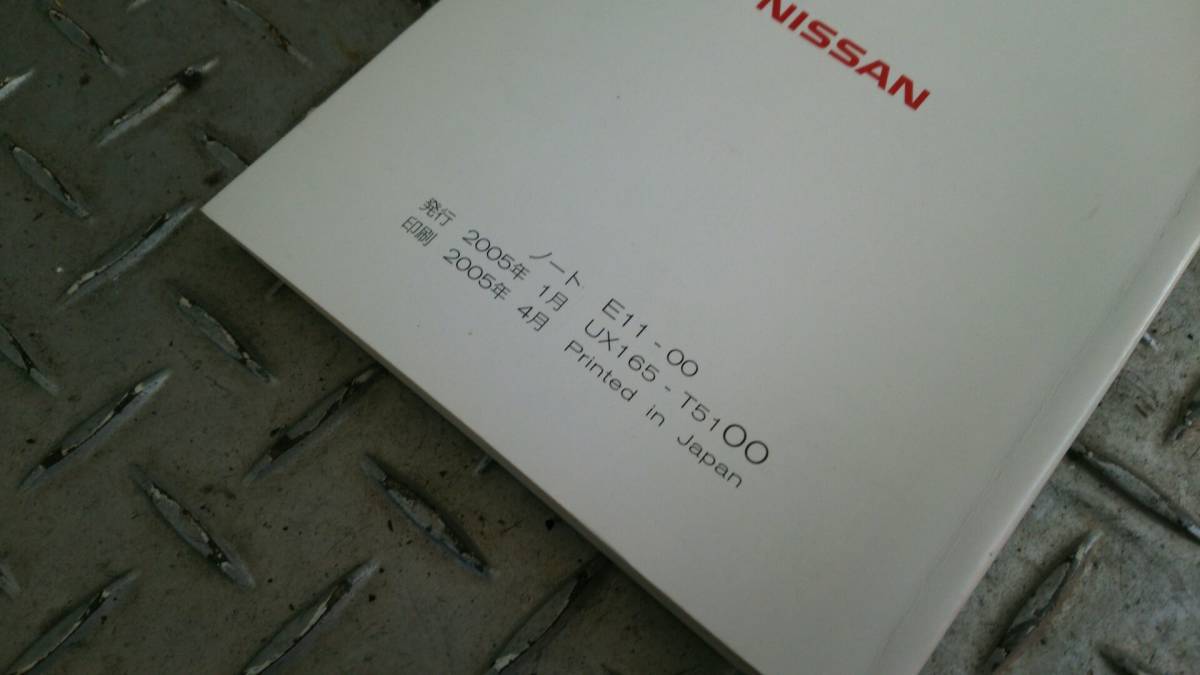 NISSAN
ノート E11-00
発行 2005年 1月 UX165-T5100
印刷 2005年 4月 Printed in Japan